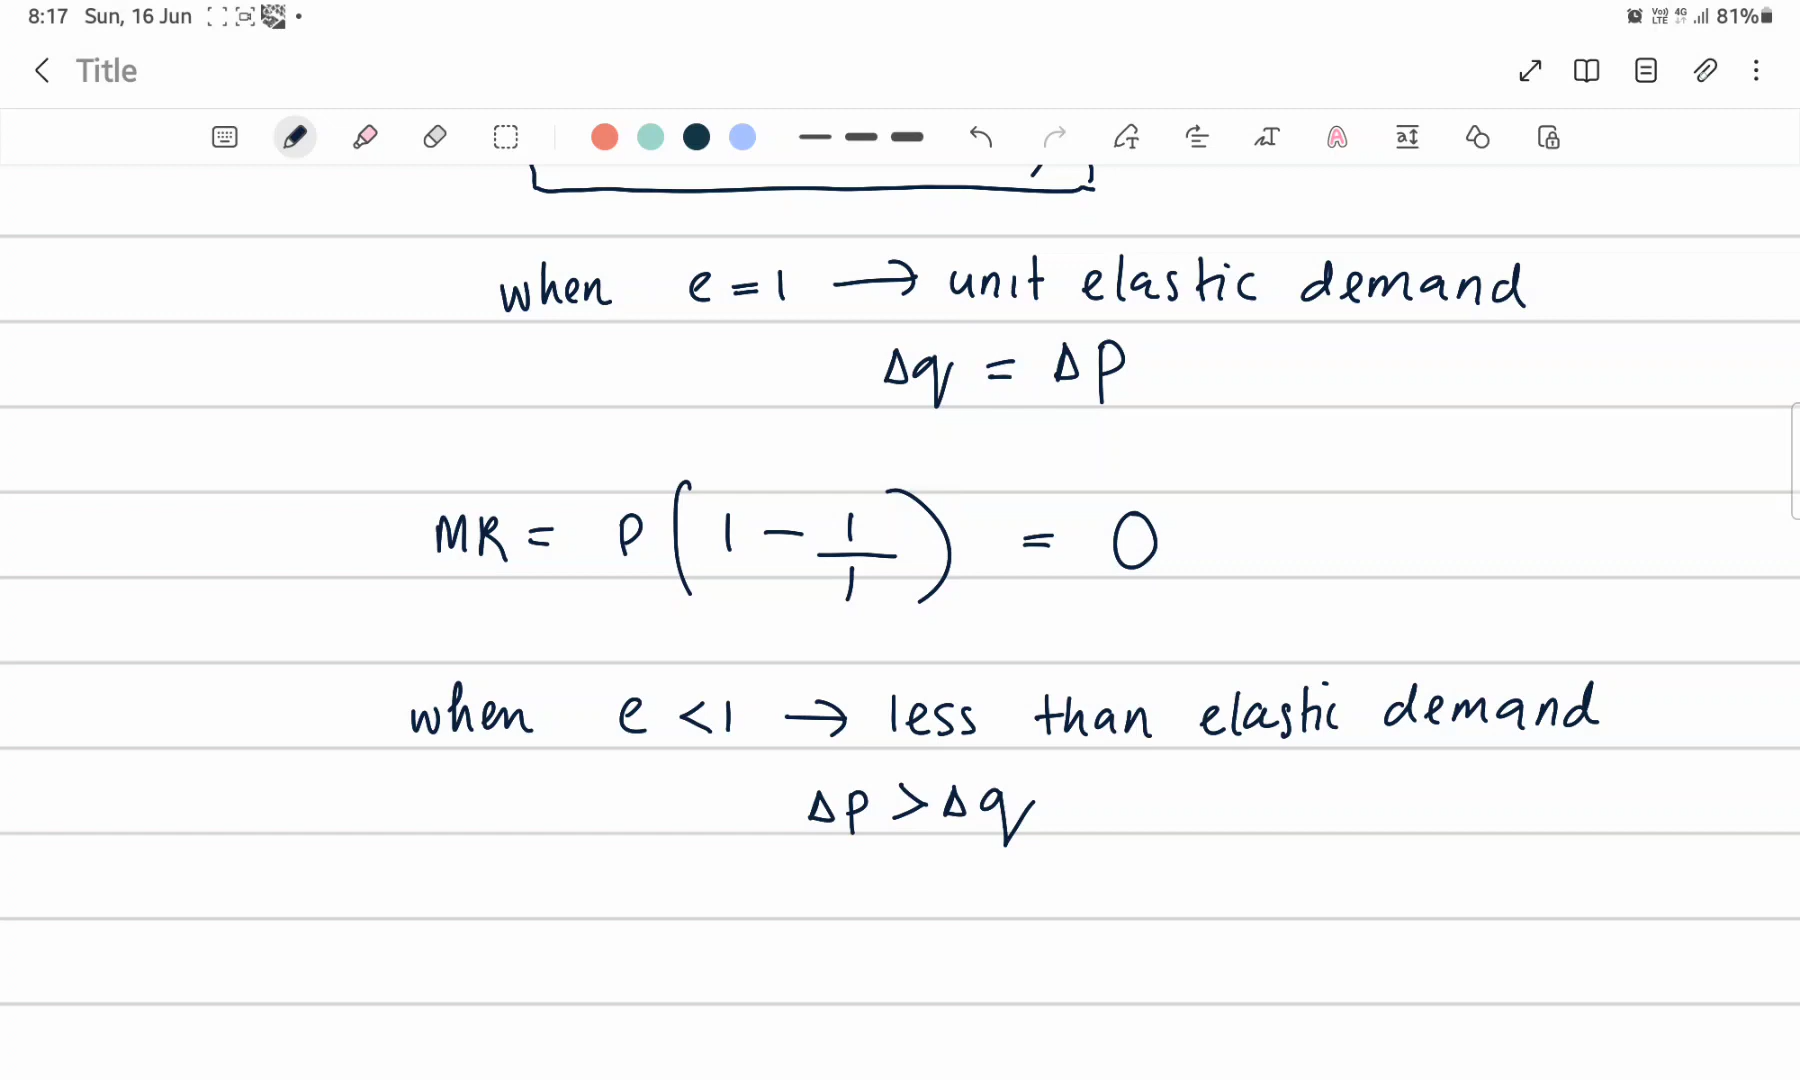 8:17 Sun, 16 Jun 81%
Title
when e = 1 → unit elastic demand
Δq = Δp
MR = P(1 - 1/1) = 0
when e < 1 → less than elastic demand
Δp > Δq